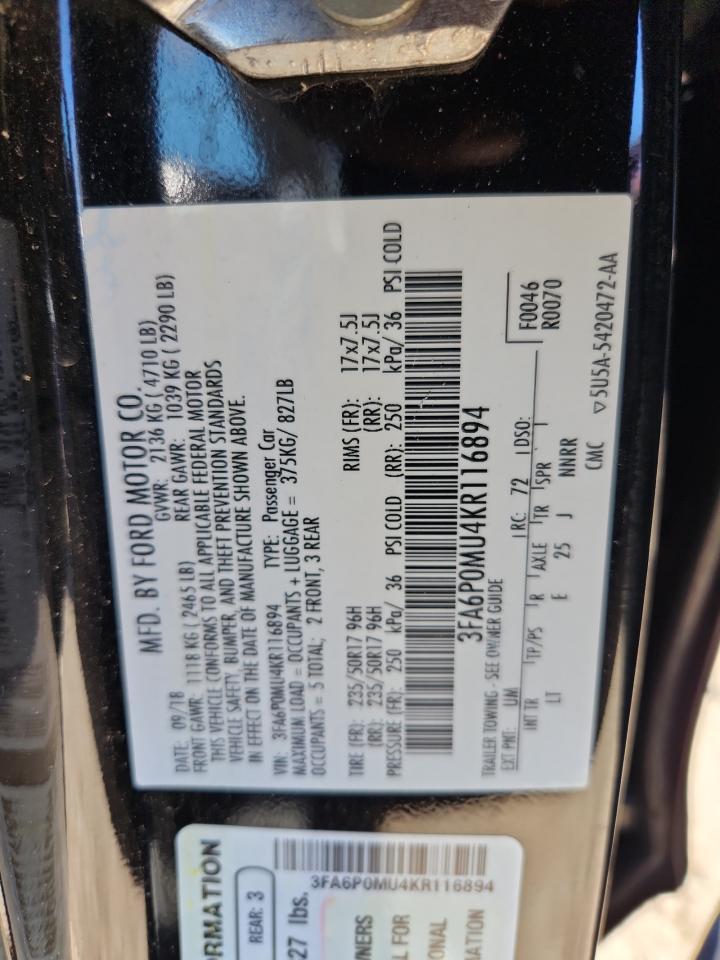 MFD. BY FORD MOTOR CO.
DATE: 09/18 GVWR: 2136 KG ( 4710 LB)
FRONT GAWR: 1118 KG ( 2465 LB) REAR GAWR: 1039 KG ( 2290 LB)
THIS VEHICLE CONFORMS TO ALL APPLICABLE FEDERAL MOTOR
VEHICLE SAFETY, BUMPER, AND THEFT PREVENTION STANDARDS
IN EFFECT ON THE DATE OF MANUFACTURE SHOWN ABOVE.
VIN: 3FA6P0MU4KR116894 TYPE: Passenger Car
MAXIMUM LOAD = OCCUPANTS + LUGGAGE = 375KG/ 827LB
OCCUPANTS = 5 TOTAL; 2 FRONT, 3 REAR
TIRE (FR): 235/50R17 96H RIMS (FR): 17x7.5J
(RR): 235/50R17 96H (RR): 17x7.5J
PRESSURE (FR): 250 kPa/ 36 PSI COLD (RR): 250 kPa/ 36 PSI COLD
3FA6P0MU4KR116894
TRAILER TOWING - SEE OWNER GUIDE F0046
EXT PNT: UM RC: 72 DSO: R0070
INT TR TP/PS R AXLE TR SPR
LT E 25 J NNRR
CMC ▽5U5A-5420472-AA
ORMATION
REAR: 3
27 lbs.
3FA6P0MU4KR116894
WNERS
AL FOR
ONAL
MATION